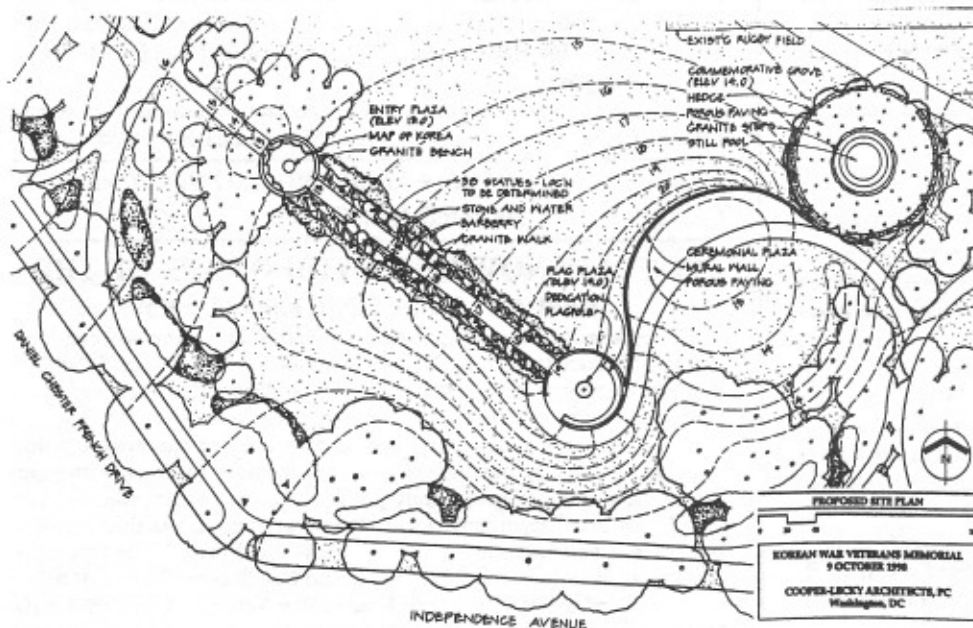 EXIST'G RUGBY FIELD
COMMEMORATIVE GROVE
(ELEV 14.0)
HEDGE
POROUS PAVING
GRANITE STEPS
STILL POOL
ENTRY PLAZA
MAP OF KOREA
GRANITE BENCH
38 STATUES - LOC'N
TO BE DETERMINED
STONE AND WATER
BARBERRY
GRANITE WALK
FLAG PLAZA
DEDICATION
FLAGPOLE
CEREMONIAL PLAZA
MURAL WALL
POROUS PAVING
DANIEL CHESTER FRENCH DRIVE
INDEPENDENCE AVENUE
N
PROPOSED SITE PLAN
KOREAN WAR VETERANS MEMORIAL
9 OCTOBER 1990
COOPER-LECKY ARCHITECTS, PC
Washington, DC